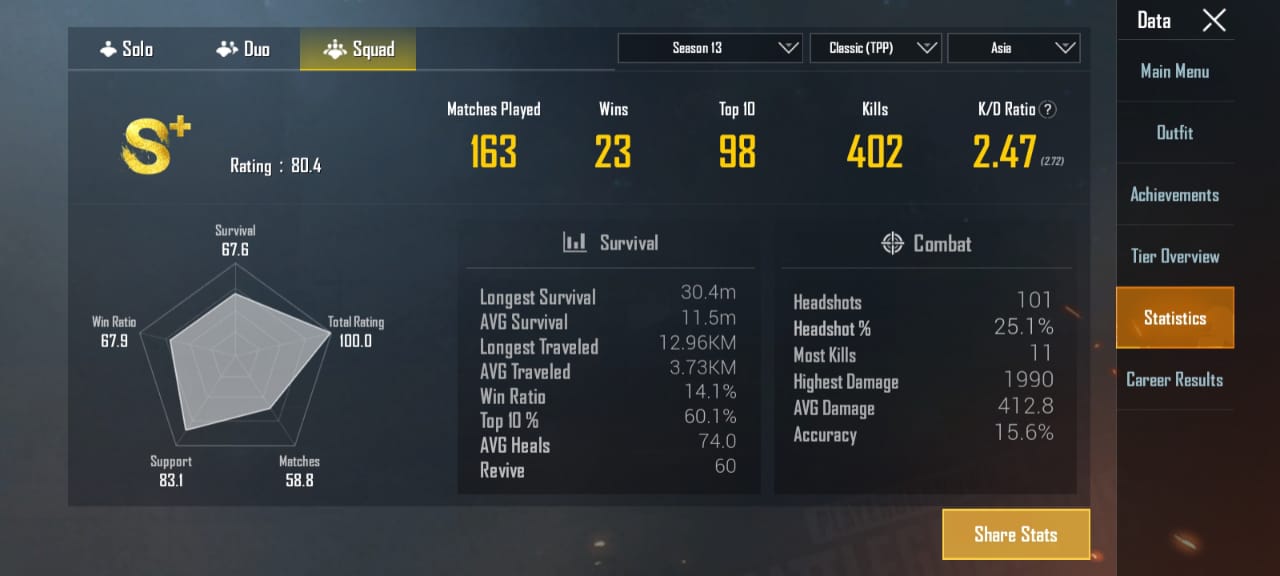 Solo
Duo
Squad
Season 13
Classic (TPP)
Asia
Data
Main Menu
Outfit
Achievements
Tier Overview
Statistics
Career Results
S+
Rating : 80.4
Matches Played
163
Wins
23
Top 10
98
Kills
402
K/D Ratio ?
2.47 (2.72)
Survival
67.6
Win Ratio
67.9
Total Rating
100.0
Support
83.1
Matches
58.8
Survival
Longest Survival 30.4m
AVG Survival 11.5m
Longest Traveled 12.96KM
AVG Traveled 3.73KM
Win Ratio 14.1%
Top 10 % 60.1%
AVG Heals 74.0
Revive 60
Combat
Headshots 101
Headshot % 25.1%
Most Kills 11
Highest Damage 1990
AVG Damage 412.8
Accuracy 15.6%
Share Stats